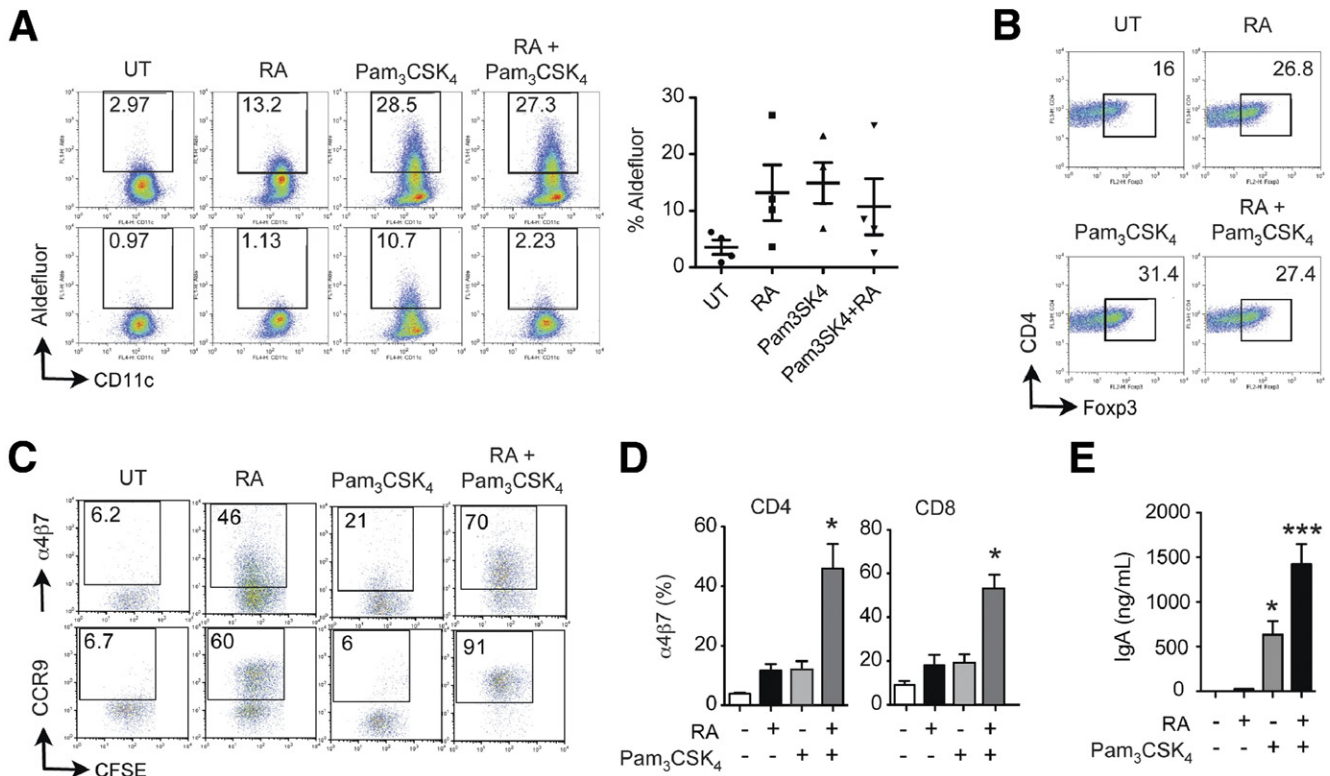 A
UT
RA
Pam₃CSK₄
RA +
Pam₃CSK₄
2.97
13.2
28.5
27.3
0.97
1.13
10.7
2.23
Aldefluor
CD11c
% Aldefluor
30
20
10
0
UT
RA
Pam3SK4
Pam3SK4+RA
B
UT
RA
16
26.8
Pam₃CSK₄
RA +
Pam₃CSK₄
31.4
27.4
CD4
Foxp3
C
UT
RA
Pam₃CSK₄
RA +
Pam₃CSK₄
α4β7
6.2
46
21
70
CCR9
6.7
60
6
91
CFSE
D
CD4
CD8
α4β7 (%)
60
40
20
0
*
80
60
40
20
0
*
RA
- + - +
- + - +
Pam₃CSK₄
- - + +
- - + +
E
IgA (ng/mL)
2000
1500
1000
500
0
*
***
RA - + - +
Pam₃CSK₄ - - + +